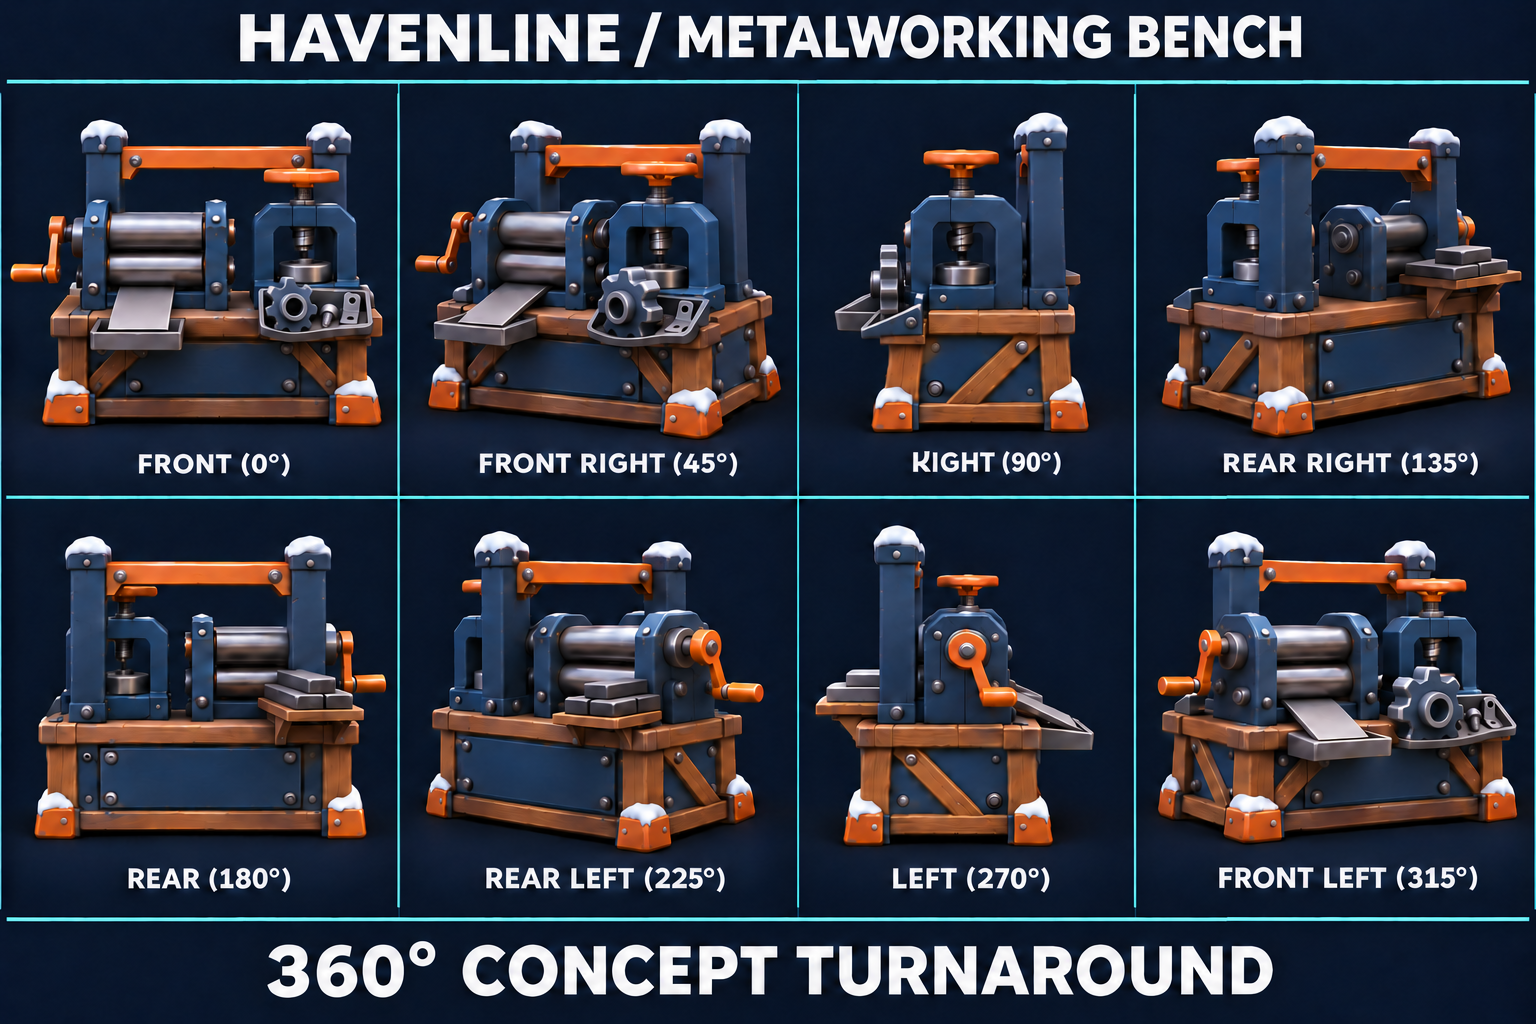 HAVENLINE / METALWORKING BENCH
FRONT (0°)
FRONT RIGHT (45°)
RIGHT (90°)
REAR RIGHT (135°)
REAR (180°)
REAR LEFT (225°)
LEFT (270°)
FRONT LEFT (315°)
360° CONCEPT TURNAROUND